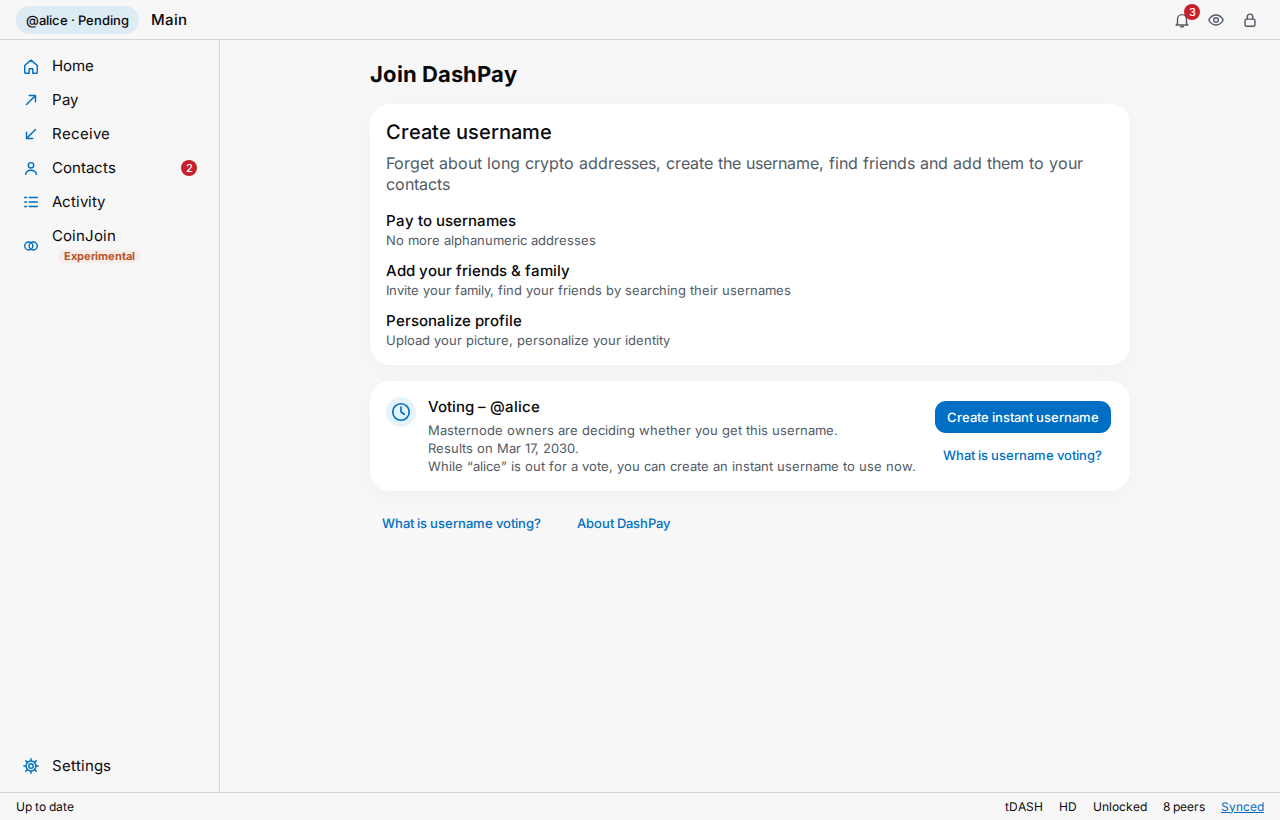 @alice · Pending
Main
3
Home
Pay
Receive
Contacts
2
Activity
CoinJoin
Experimental
Settings
Join DashPay
Create username
Forget about long crypto addresses, create the username, find friends and add them to your
contacts
Pay to usernames
No more alphanumeric addresses
Add your friends & family
Invite your family, find your friends by searching their usernames
Personalize profile
Upload your picture, personalize your identity
Voting – @alice
Masternode owners are deciding whether you get this username.
Results on Mar 17, 2030.
While “alice” is out for a vote, you can create an instant username to use now.
Create instant username
What is username voting?
What is username voting?
About DashPay
Up to date
tDASH
HD
Unlocked
8 peers
Synced